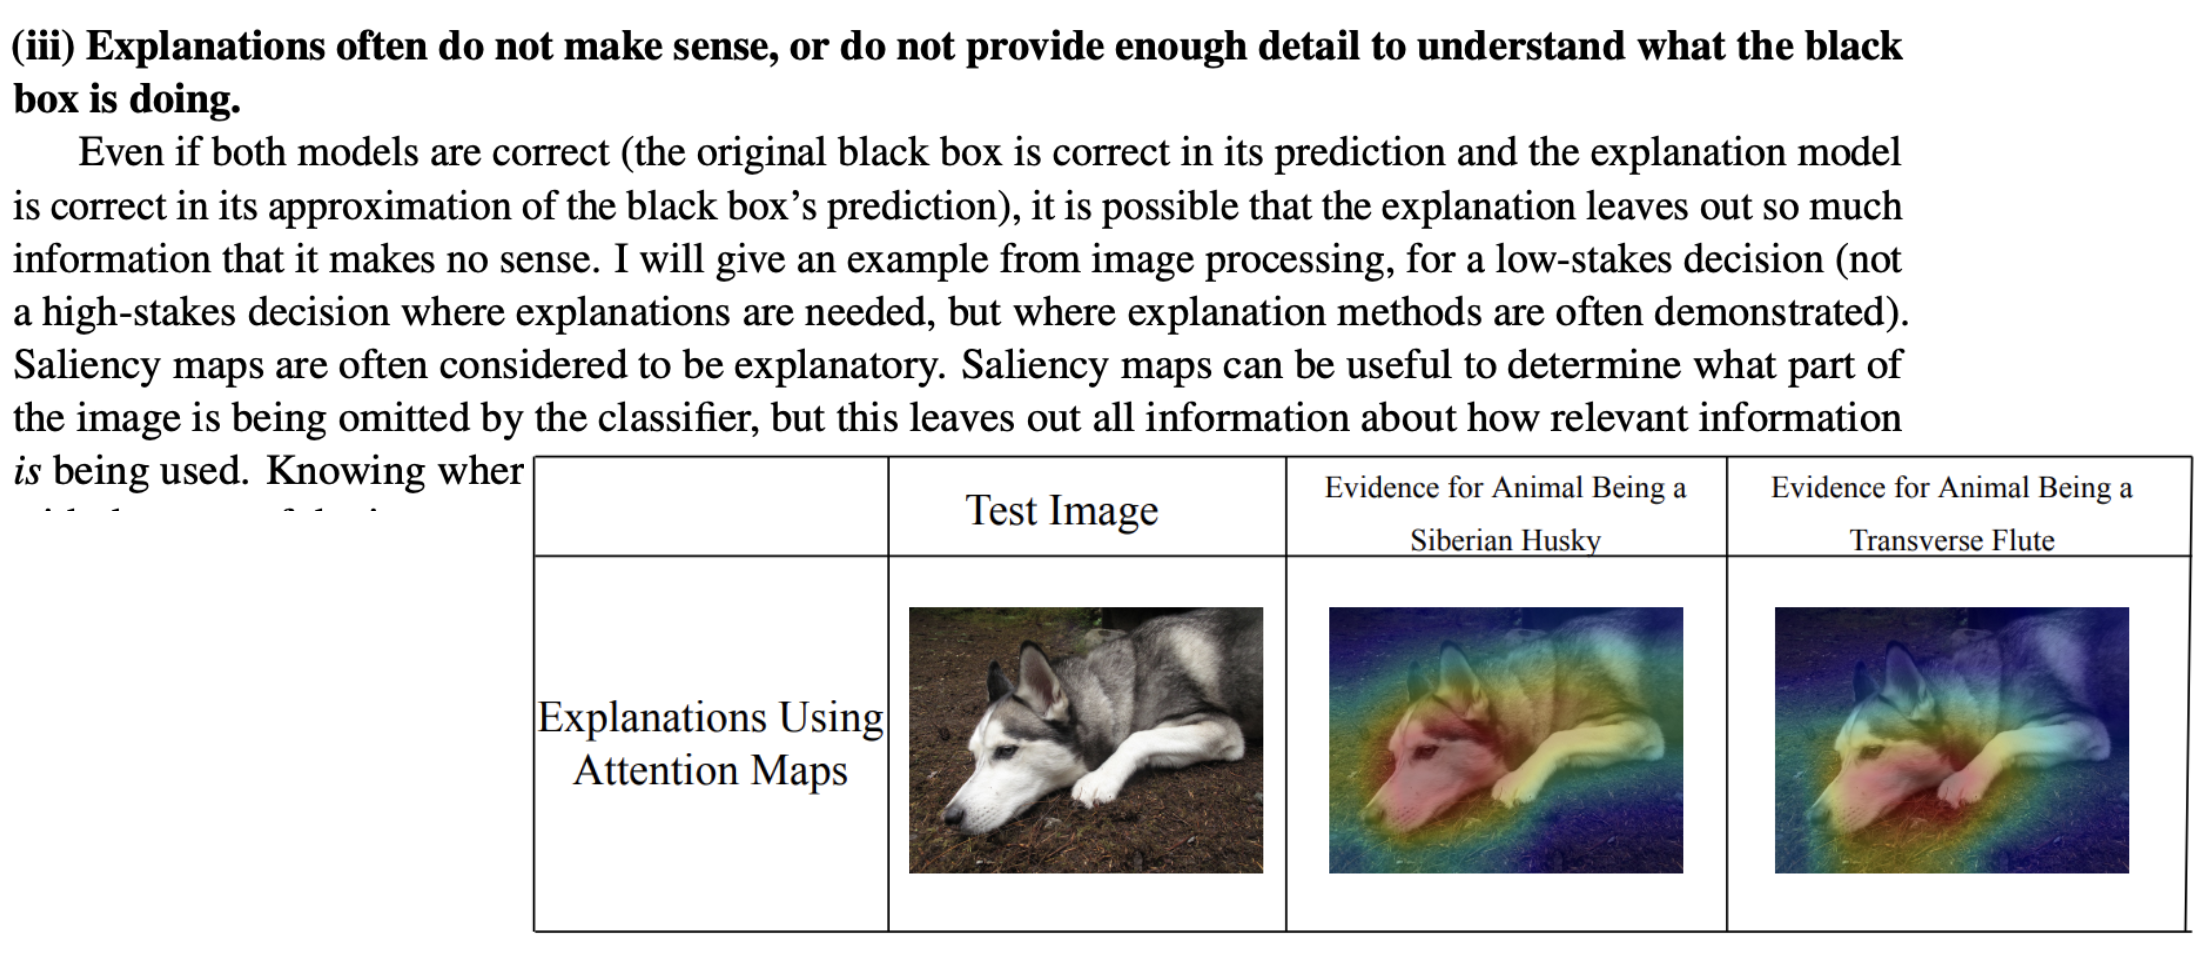 (iii) Explanations often do not make sense, or do not provide enough detail to understand what the black
box is doing.
Even if both models are correct (the original black box is correct in its prediction and the explanation model
is correct in its approximation of the black box’s prediction), it is possible that the explanation leaves out so much
information that it makes no sense. I will give an example from image processing, for a low-stakes decision (not
a high-stakes decision where explanations are needed, but where explanation methods are often demonstrated).
Saliency maps are often considered to be explanatory. Saliency maps can be useful to determine what part of
the image is being omitted by the classifier, but this leaves out all information about how relevant information
is being used. Knowing wher
Test Image
Evidence for Animal Being a
Siberian Husky
Evidence for Animal Being a
Transverse Flute
Explanations Using
Attention Maps